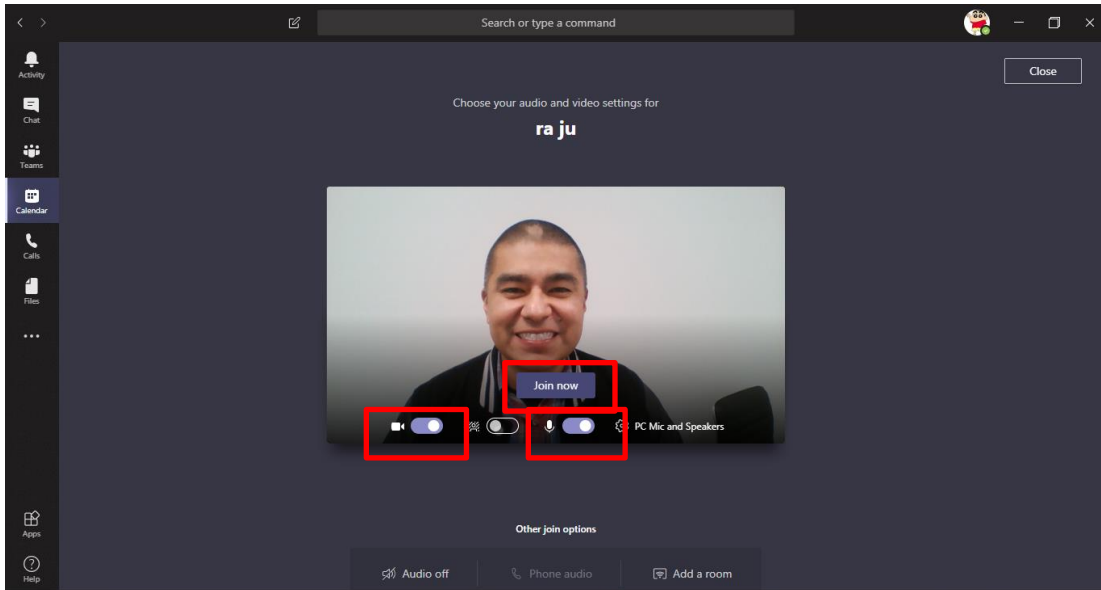 Search or type a command
Activity
Chat
Teams
Calendar
Calls
Files
Apps
Help
Close
Choose your audio and video settings for
ra ju
Join now
PC Mic and Speakers
Other join options
Audio off
Phone audio
Add a room